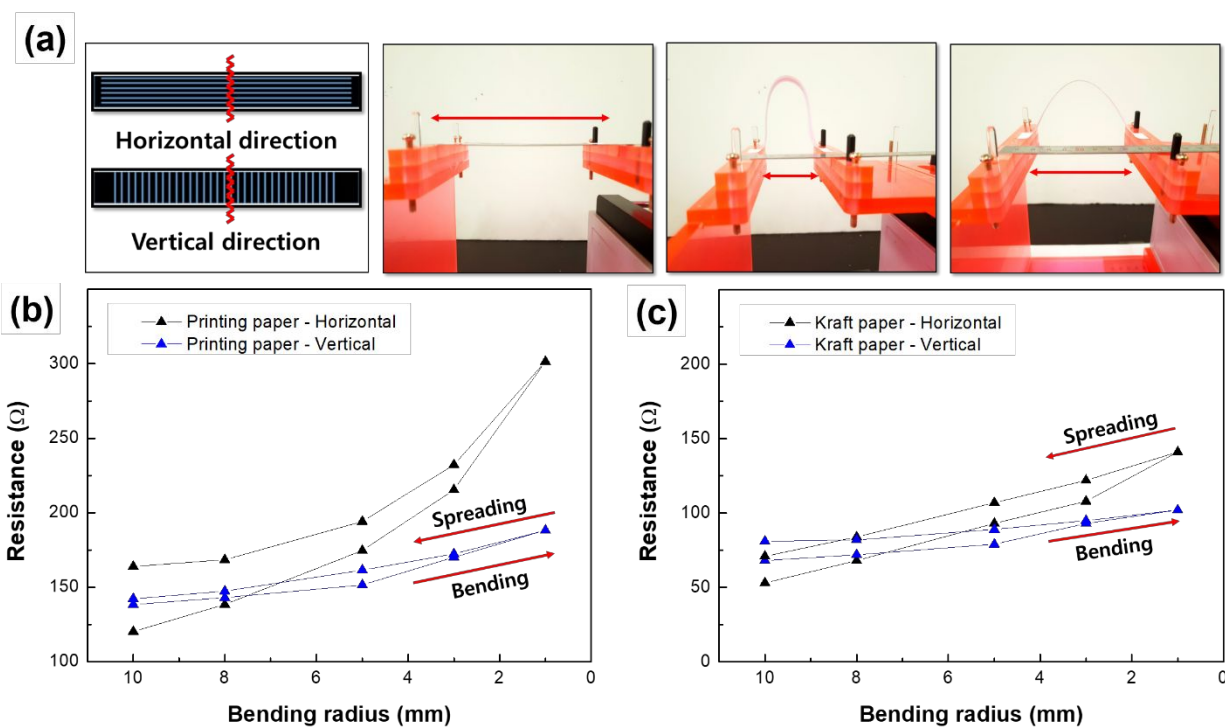 (a)
Horizontal direction
Vertical direction
(b)
Printing paper - Horizontal
Printing paper - Vertical
300
250
200
150
100
Resistance (Ω)
Spreading
Bending
10
8
6
4
2
0
Bending radius (mm)
(c)
Kraft paper - Horizontal
Kraft paper - Vertical
200
150
100
50
0
Resistance (Ω)
Spreading
Bending
10
8
6
4
2
0
Bending radius (mm)